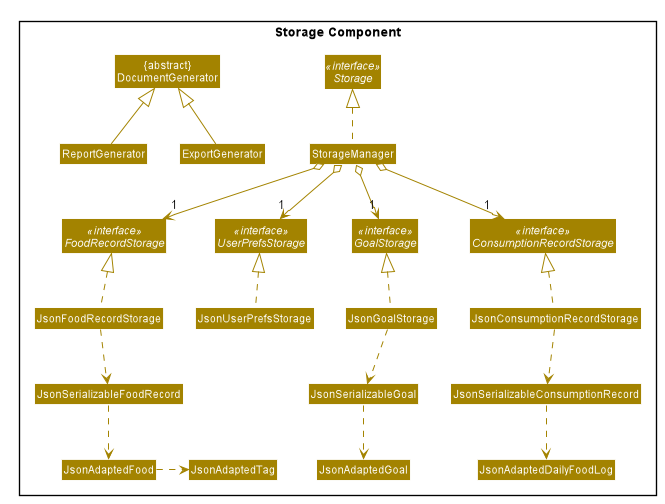 Storage Component
{abstract}
DocumentGenerator
«interface»
Storage
ReportGenerator
ExportGenerator
StorageManager
1
1
1
1
«interface»
FoodRecordStorage
«interface»
UserPrefsStorage
«interface»
GoalStorage
«interface»
ConsumptionRecordStorage
JsonFoodRecordStorage
JsonUserPrefsStorage
JsonGoalStorage
JsonConsumptionRecordStorage
JsonSerializableFoodRecord
JsonSerializableGoal
JsonSerializableConsumptionRecord
JsonAdaptedFood
JsonAdaptedTag
JsonAdaptedGoal
JsonAdaptedDailyFoodLog